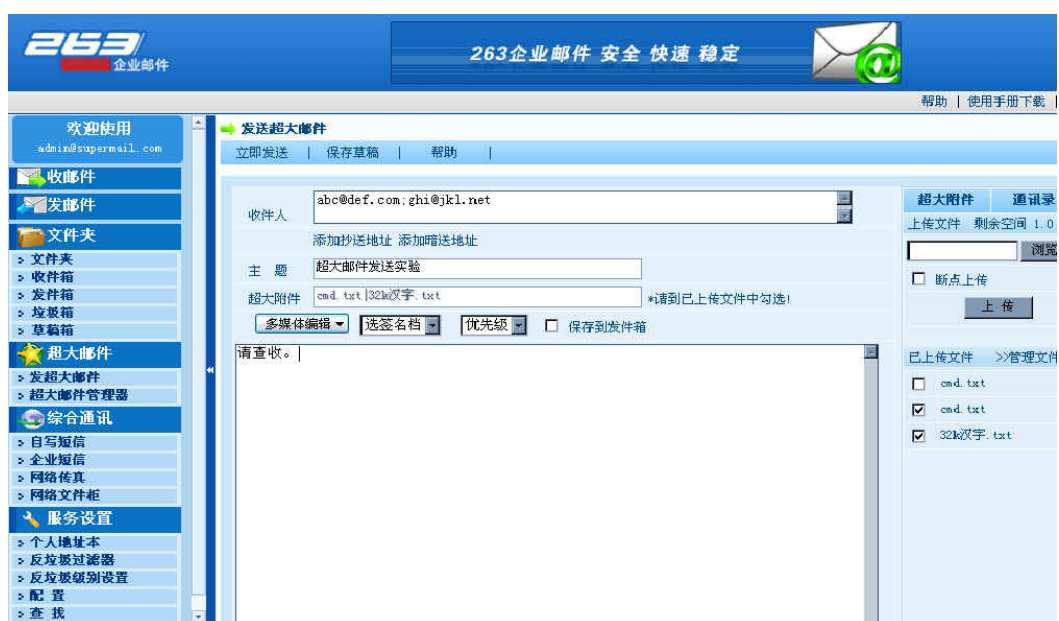 263
企业邮件
263企业邮件 安全 快速 稳定
帮助 | 使用手册下载 |
欢迎使用
admin@supermail.com
收邮件
发邮件
文件夹
> 文件夹
> 收件箱
> 发件箱
> 垃圾箱
> 草稿箱
超大邮件
> 发超大邮件
> 超大邮件管理器
综合通讯
> 自写短信
> 企业短信
> 网络传真
> 网络文件柜
服务设置
> 个人地址本
> 反垃圾过滤器
> 反垃圾级别设置
> 配 置
> 查 找
发送超大邮件
立即发送 | 保存草稿 | 帮助 |
收件人 abc@def.com;ghi@jkl.net
添加抄送地址 添加暗送地址
主 题 超大邮件发送实验
超大附件 cmd.txt|32k汉字.txt *请到已上传文件中勾选!
多媒体编辑 选签名档 优先级 保存到发件箱
请查收。
超大附件 通讯录
上传文件 剩余空间 1.0
浏览
断点上传
上 传
已上传文件 >>管理文件
cmd.txt
cmd.txt
32k汉字.txt